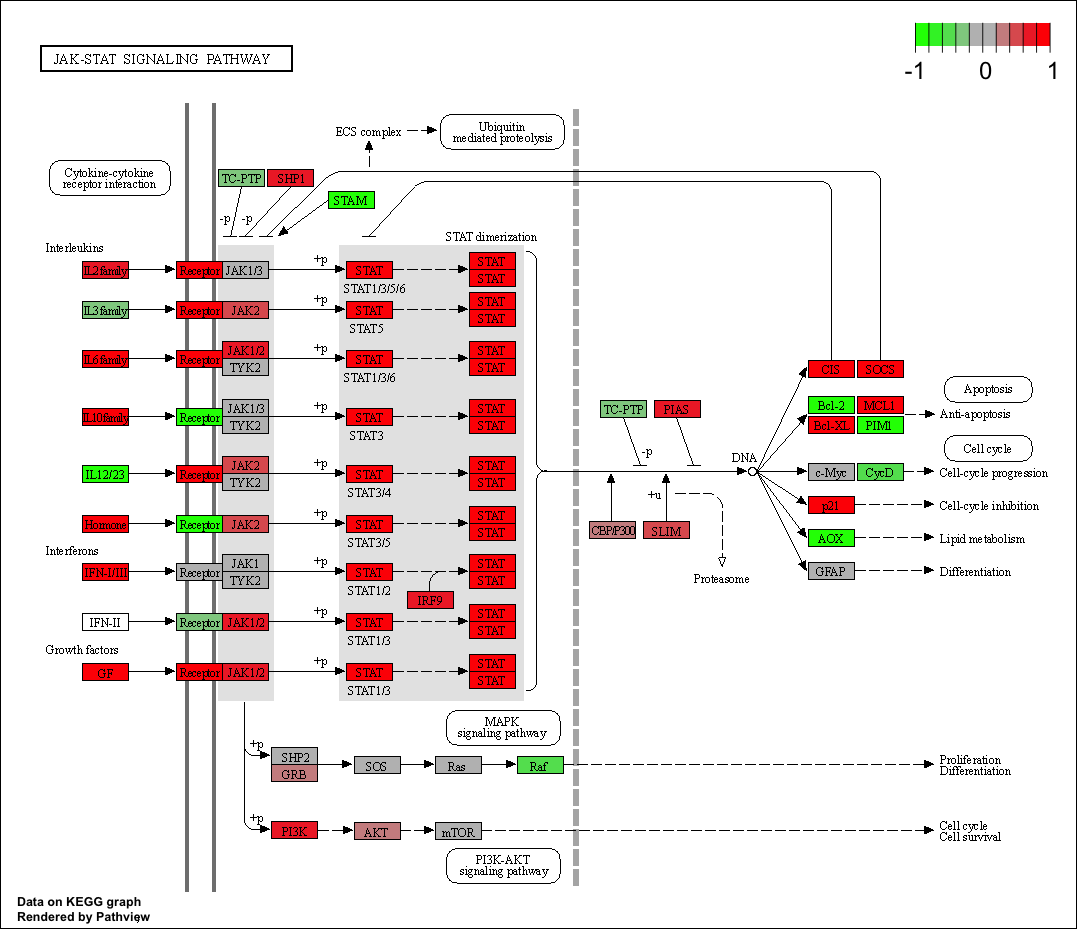 -1 0 1
JAK-STAT SIGNALING PATHWAY
ECS complex
Ubiquitin
mediated proteolysis
Cytokine-cytokine
receptor interaction
TC-PTP SHP1
STAM
-p -p
STAT dimerization
Interleukins
IL2 family Receptor JAK1/3 +p STAT STAT
STAT
STAT1/3/5/6
IL3 family Receptor JAK2 +p STAT STAT
STAT
STAT5
IL6 family Receptor JAK1/2 +p STAT STAT
TYK2 STAT
STAT1/3/6
CIS SOCS
Apoptosis
IL10 family Receptor JAK1/3 +p STAT STAT
TYK2 STAT
STAT3
TC-PTP PIAS
-p
Bcl-2 MCL1
Bcl-XL PIM1
Anti-apoptosis
Cell cycle
DNA
IL12/23 Receptor JAK2 +p STAT STAT
TYK2 STAT
STAT3/4
c-Myc CycD Cell-cycle progression
+u
p21 Cell-cycle inhibition
Hormone Receptor JAK2 +p STAT STAT
STAT
STAT3/5
CBP/P300 SLIM
AOX Lipid metabolism
Interferons
IFN-I/III Receptor JAK1 +p STAT STAT
TYK2 STAT
STAT1/2
IRF9
Proteasome
GFAP Differentiation
IFN-II Receptor JAK1/2 +p STAT STAT
STAT
STAT1/3
Growth factors
GF Receptor JAK1/2 +p STAT STAT
STAT
STAT1/3
MAPK
signaling pathway
+p
SHP2
GRB
SOS Ras Raf
Proliferation
Differentiation
+p
PI3K AKT mTOR
Cell cycle
Cell survival
PI3K-AKT
signaling pathway
Data on KEGG graph
Rendered by Pathview